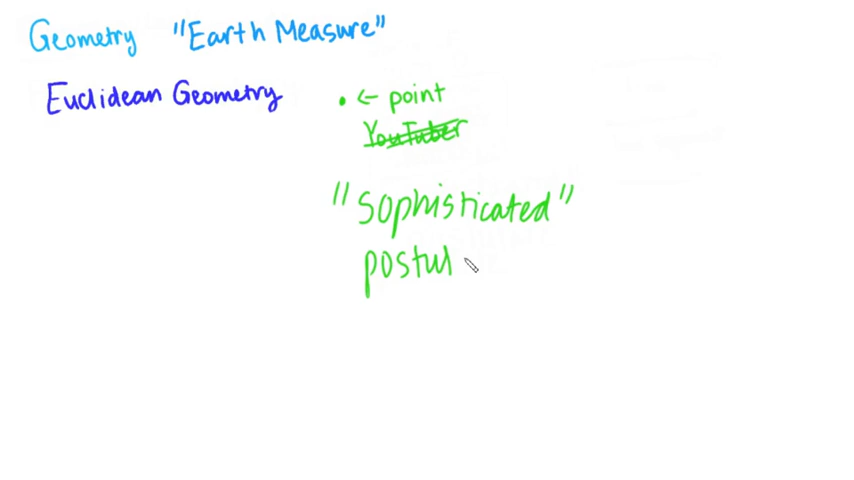 Geometry "Earth Measure"
Euclidean Geometry
• ← point
YouTuber
"Sophisticated"
postul